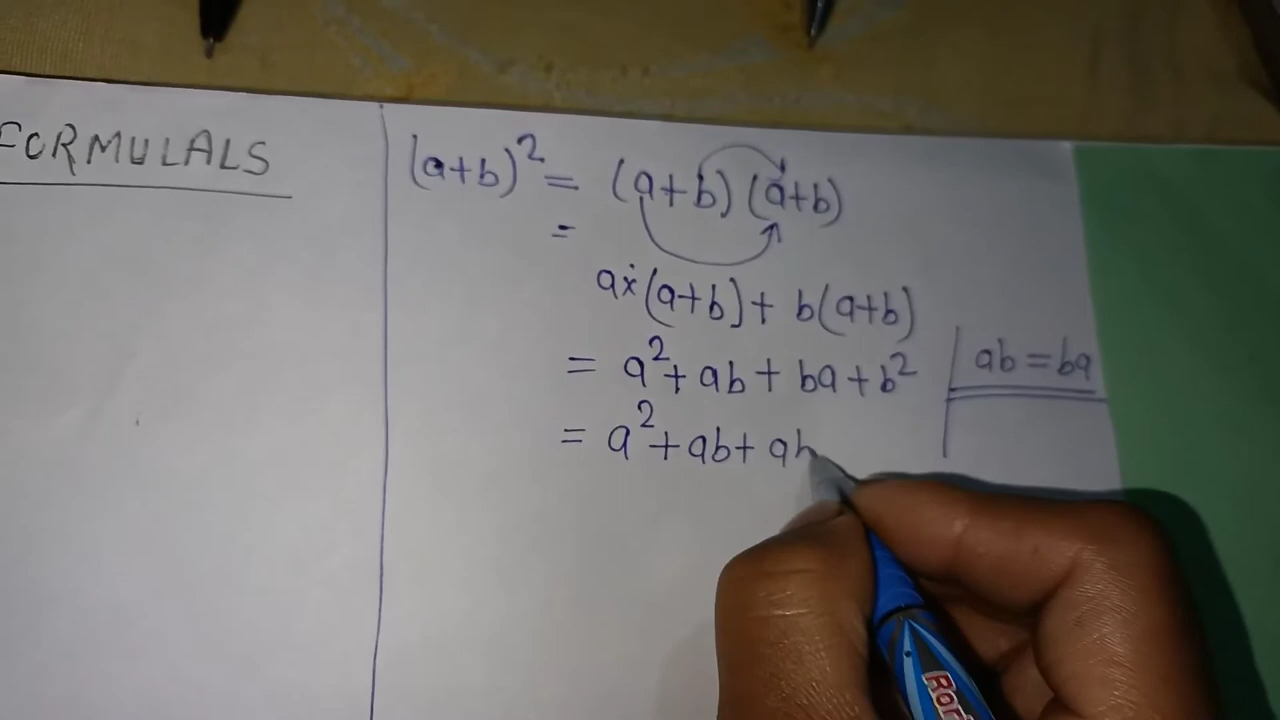 FORMULALS
(a+b)² = (a+b)(a+b)
=
a×(a+b)+ b(a+b)
= a²+ab+ba+b²
ab=ba
= a²+ab+ab